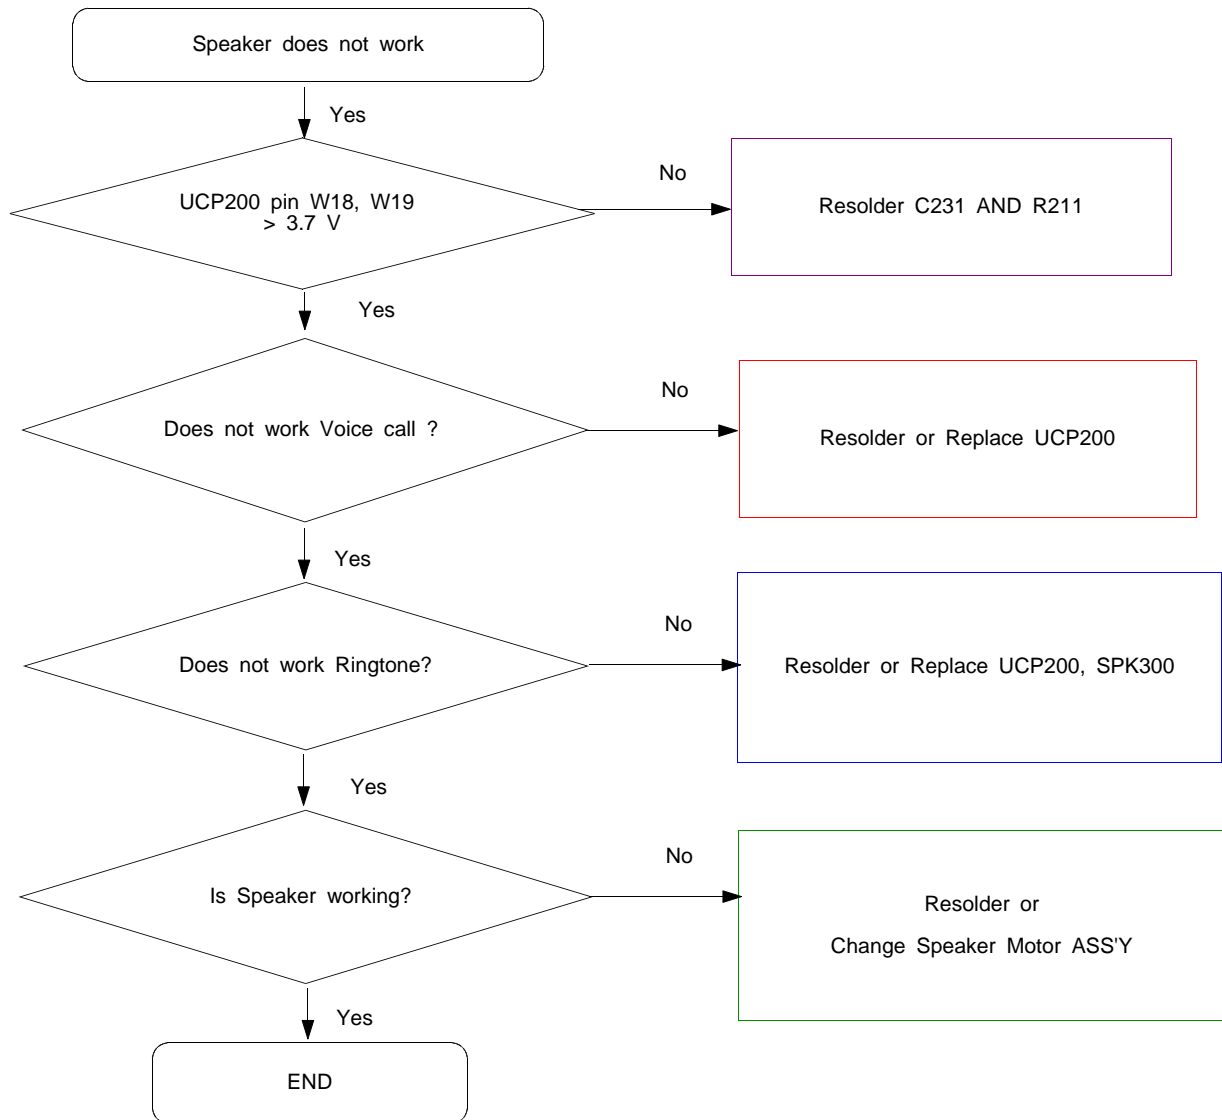 Speaker does not work
Yes
UCP200 pin W18, W19
> 3.7 V
No
Resolder C231 AND R211
Yes
Does not work Voice call ?
No
Resolder or Replace UCP200
Yes
Does not work Ringtone?
No
Resolder or Replace UCP200, SPK300
Yes
Is Speaker working?
No
Resolder or
Change Speaker Motor ASS'Y
Yes
END